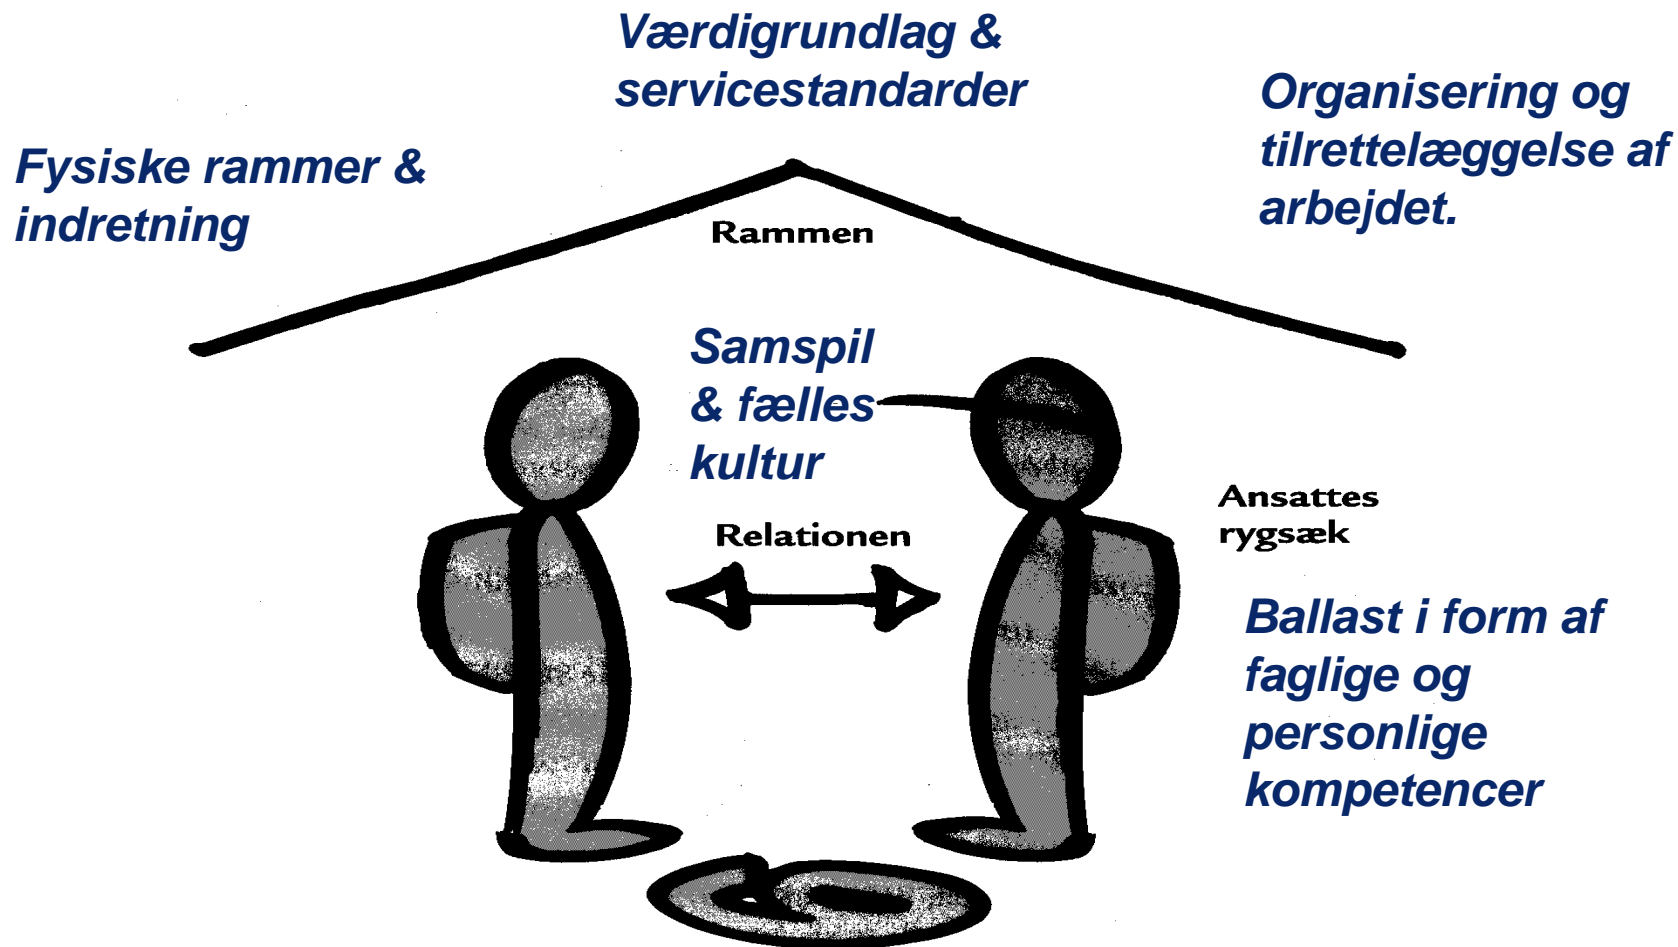 Værdigrundlag &
servicestandarder
Organisering og
tilrettelæggelse af
arbejdet.
Fysiske rammer &
indretning
Rammen
Samspil
& fælles
kultur
Relationen
Ansattes
rygsæk
Ballast i form af
faglige og
personlige
kompetencer